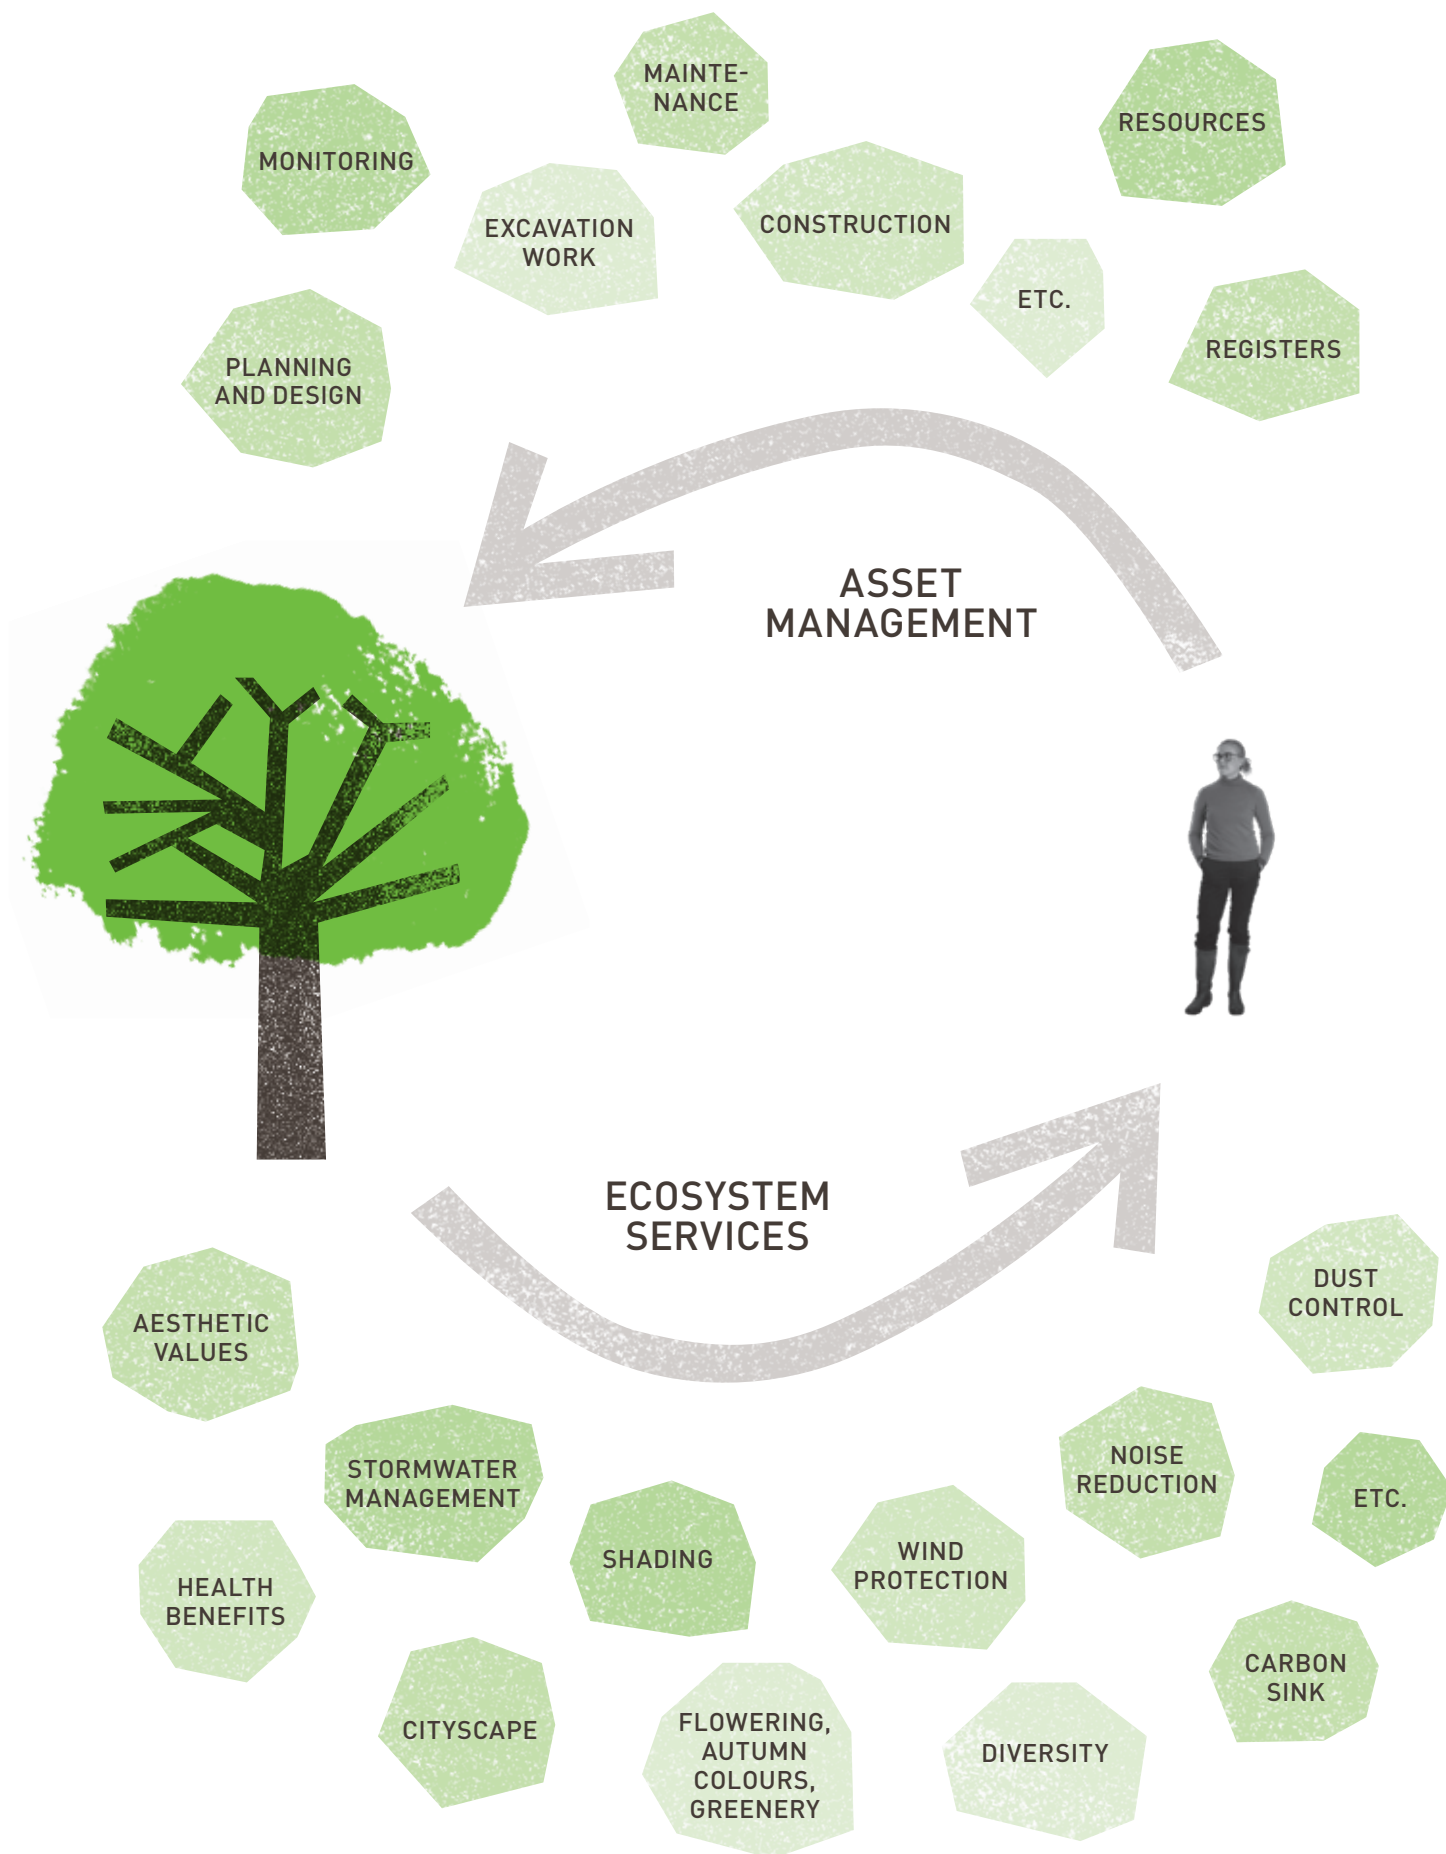 MAINTE-
NANCE
RESOURCES
MONITORING
EXCAVATION
WORK
CONSTRUCTION
ETC.
REGISTERS
PLANNING
AND DESIGN
ASSET
MANAGEMENT
ECOSYSTEM
SERVICES
DUST
CONTROL
AESTHETIC
VALUES
STORMWATER
MANAGEMENT
NOISE
REDUCTION
ETC.
SHADING
WIND
PROTECTION
HEALTH
BENEFITS
CARBON
SINK
CITYSCAPE
FLOWERING,
AUTUMN
COLOURS,
GREENERY
DIVERSITY